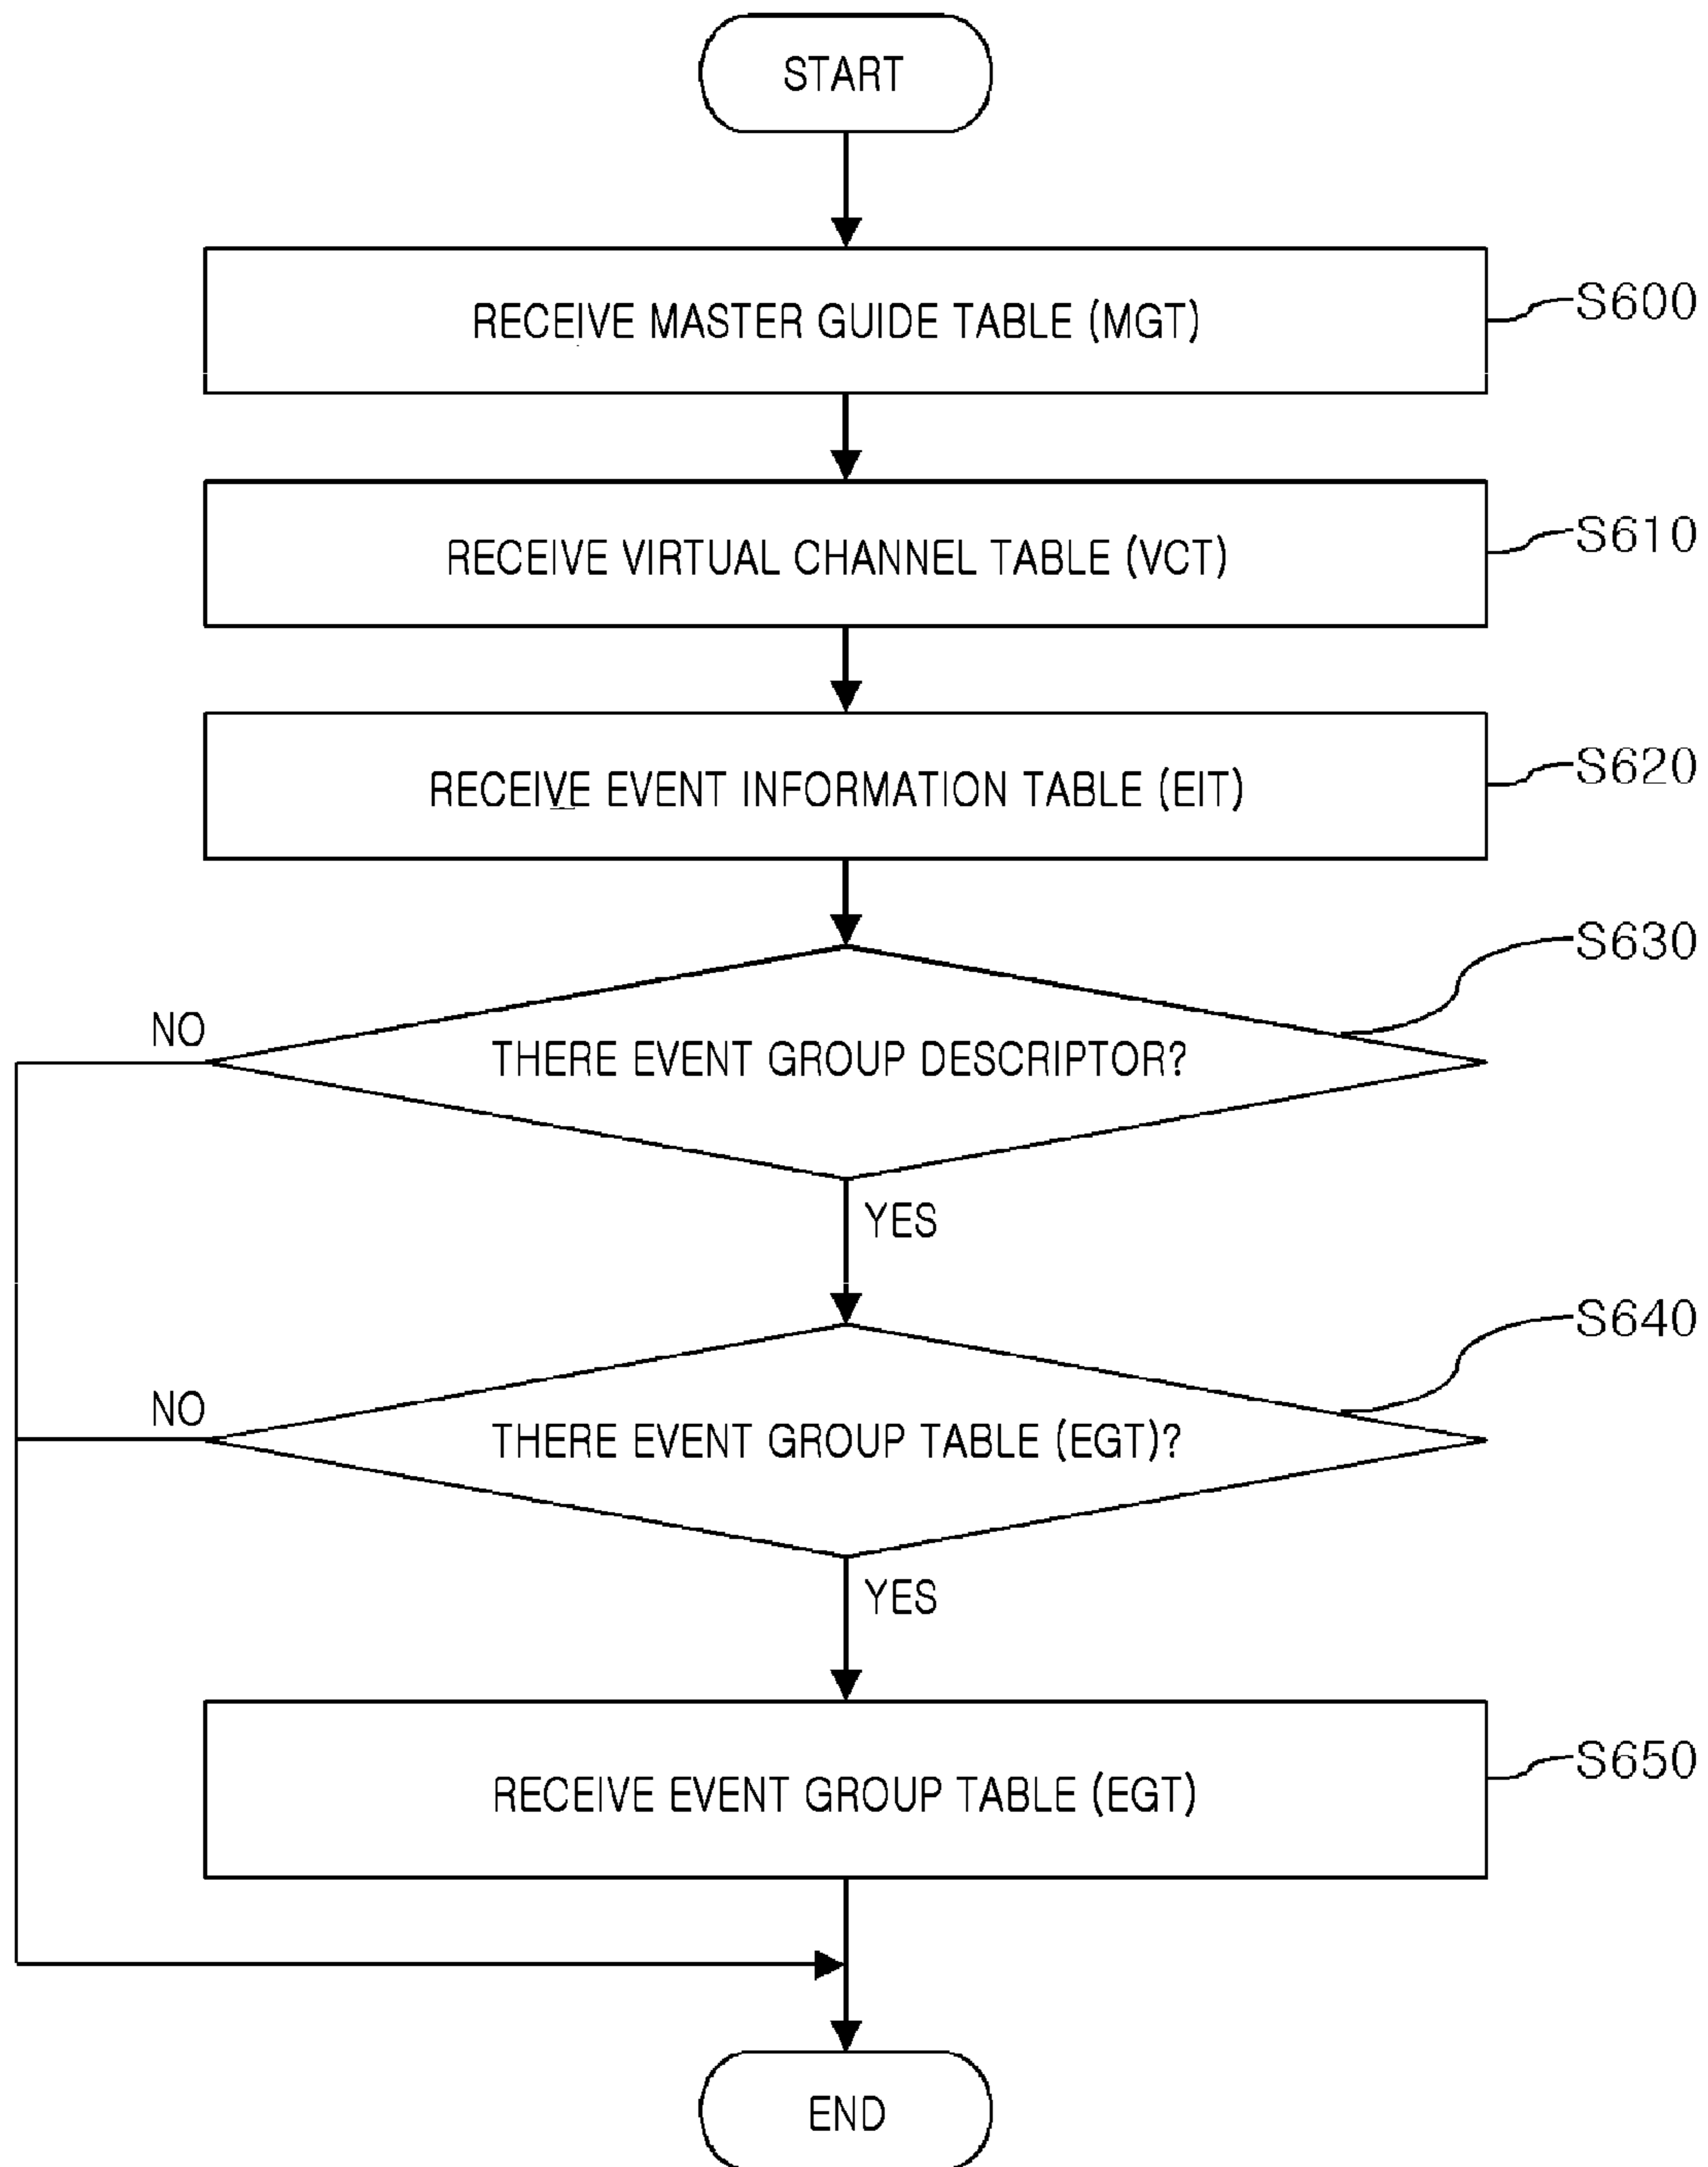 START
RECEIVE MASTER GUIDE TABLE (MGT)
S600
RECEIVE VIRTUAL CHANNEL TABLE (VCT)
S610
RECEIVE EVENT INFORMATION TABLE (EIT)
S620
S630
NO
THERE EVENT GROUP DESCRIPTOR?
YES
S640
NO
THERE EVENT GROUP TABLE (EGT)?
YES
RECEIVE EVENT GROUP TABLE (EGT)
S650
END